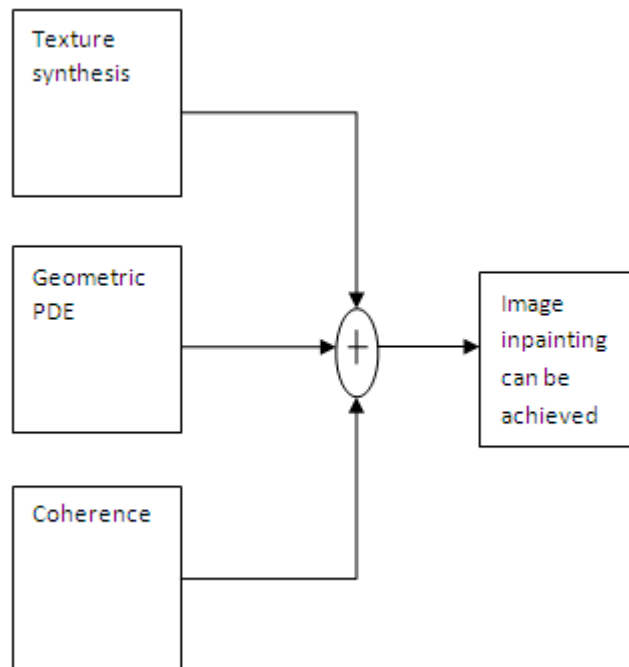 Texture
synthesis
Geometric
PDE
+
Image
inpainting
can be
achieved
Coherence